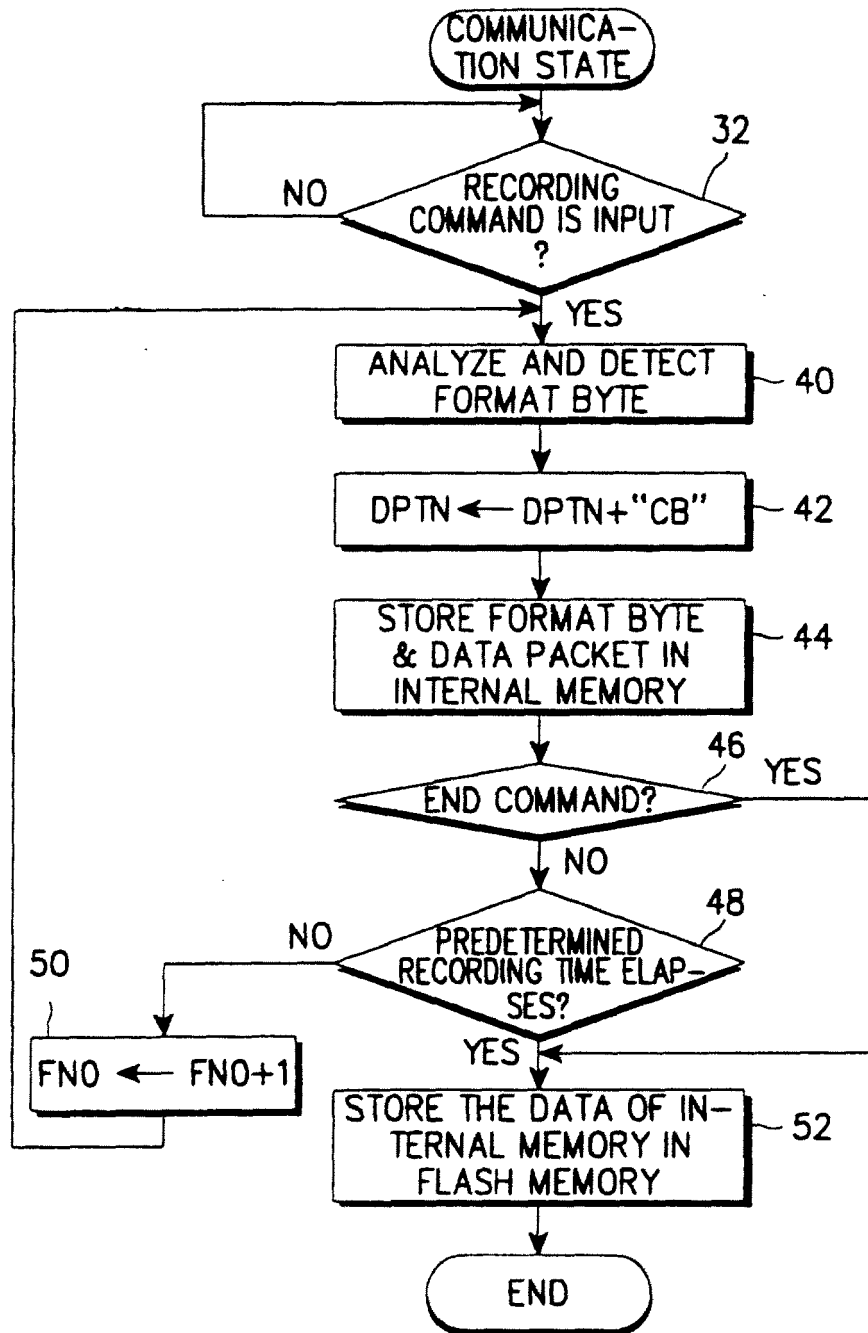 COMMUNICA-
TION STATE
32
NO
RECORDING
COMMAND IS INPUT
?
YES
ANALYZE AND DETECT
FORMAT BYTE
40
DPTN ← DPTN+"CB"
42
STORE FORMAT BYTE
& DATA PACKET IN
INTERNAL MEMORY
44
46
YES
END COMMAND?
NO
48
NO
PREDETERMINED
RECORDING TIME ELAP-
SES?
50
FNO ← FNO+1
YES
STORE THE DATA OF IN-
TERNAL MEMORY IN
FLASH MEMORY
52
END